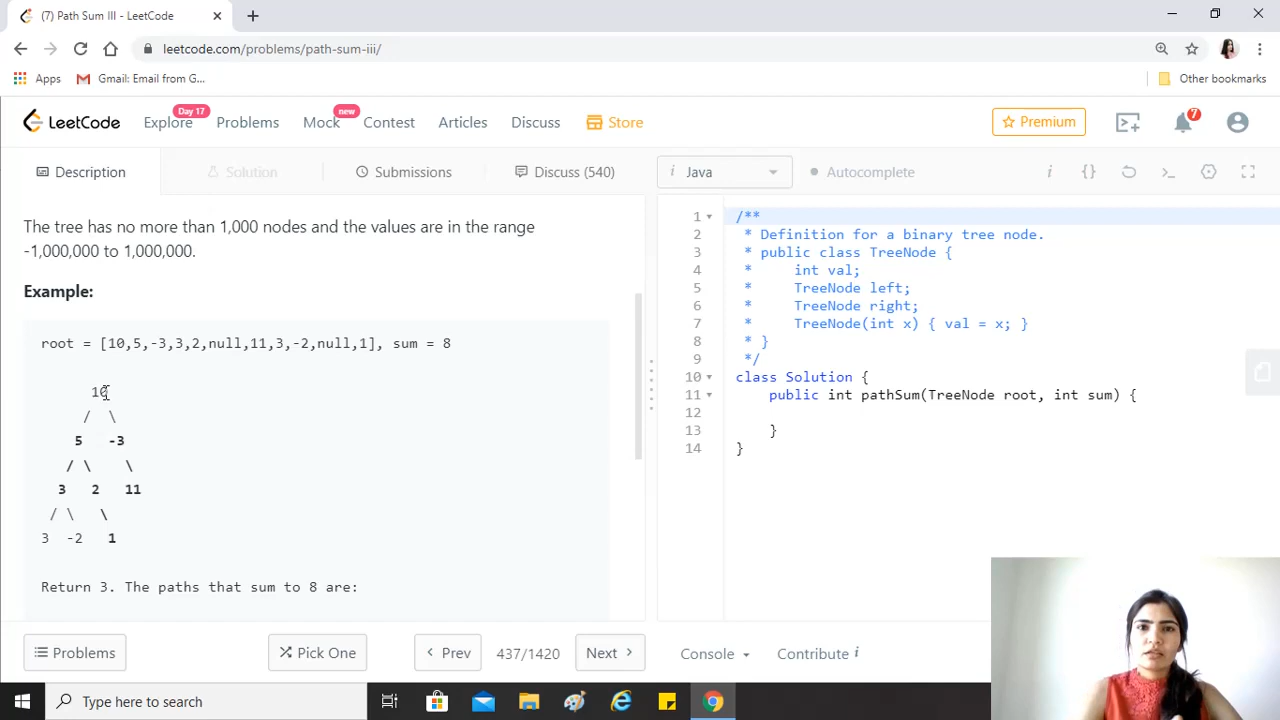 (7) Path Sum III - LeetCode
leetcode.com/problems/path-sum-iii/
Apps
Gmail: Email from G...
Other bookmarks
LeetCode
Explore
Day 17
Problems
Mock
new
Contest
Articles
Discuss
Store
Premium
7
Description
Solution
Submissions
Discuss (540)
i Java
Autocomplete
i
{}
The tree has no more than 1,000 nodes and the values are in the range
-1,000,000 to 1,000,000.
Example:
root = [10,5,-3,3,2,null,11,3,-2,null,1], sum = 8
10
/ \
5 -3
/ \ \
3 2 11
/ \ \
3 -2 1
Return 3. The paths that sum to 8 are:
1 /**
2 * Definition for a binary tree node.
3 * public class TreeNode {
4 * int val;
5 * TreeNode left;
6 * TreeNode right;
7 * TreeNode(int x) { val = x; }
8 * }
9 */
10 class Solution {
11 public int pathSum(TreeNode root, int sum) {
12
13 }
14 }
Problems
Pick One
Prev
437/1420
Next
Console
Contribute i
Type here to search